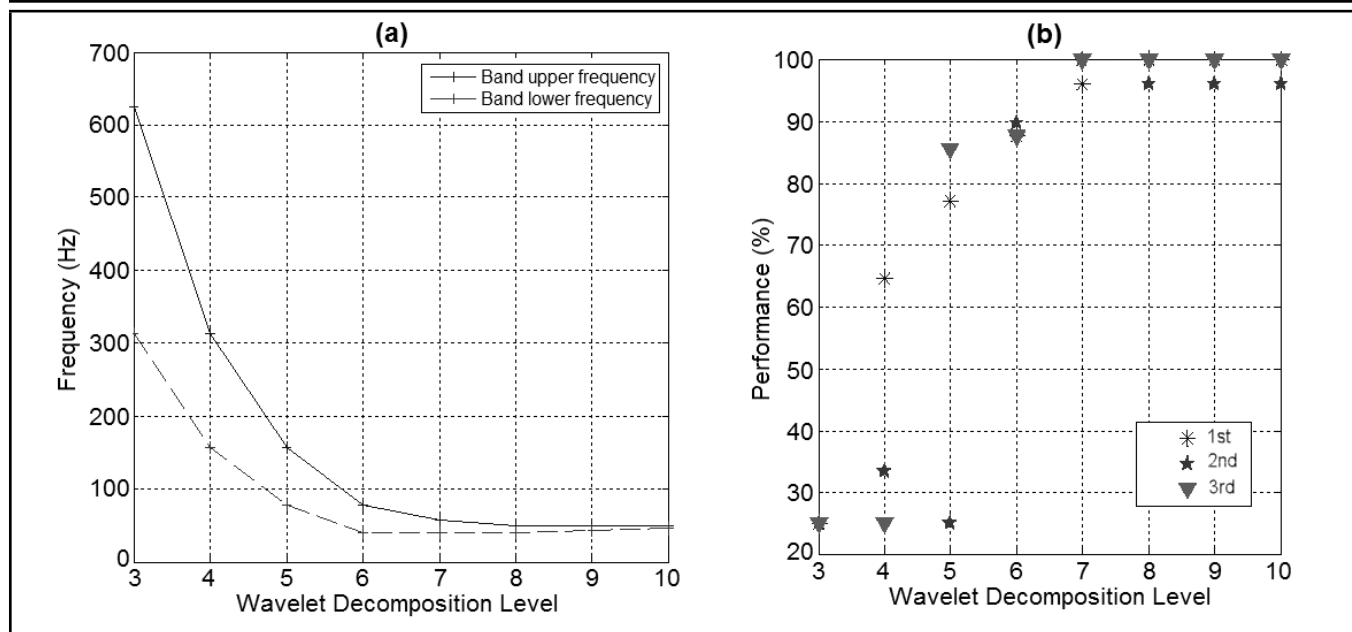 (a)
700
600
500
400
300
200
100
0
3 4 5 6 7 8 9 10
Frequency (Hz)
Wavelet Decomposition Level
Band upper frequency
Band lower frequency
(b)
100
90
80
70
60
50
40
30
20
3 4 5 6 7 8 9 10
Performance (%)
Wavelet Decomposition Level
1st
2nd
3rd